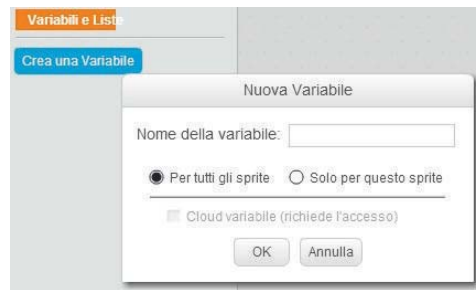 Variabili e Liste
Crea una Variabile
Nuova Variabile
Nome della variabile:
Per tutti gli sprite Solo per questo sprite
Cloud variabile (richiede l'accesso)
OK Annulla